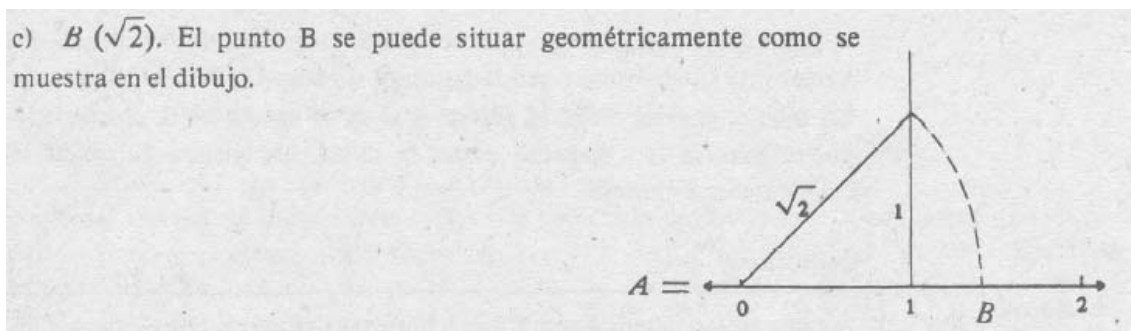 c) B (√2). El punto B se puede situar geométricamente como se
muestra en el dibujo.
√2
1
A =
0 1 B 2